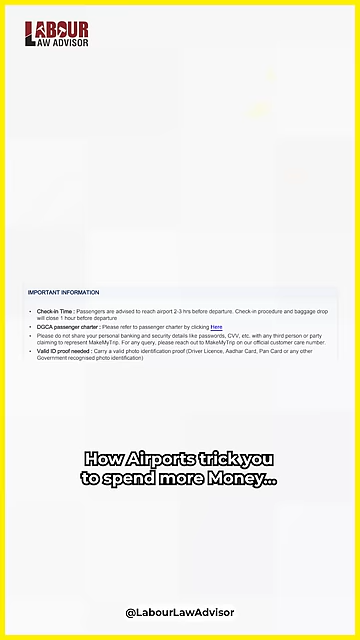 LABOUR
LAW ADVISOR
IMPORTANT INFORMATION
• Check-in Time : Passengers are advised to reach airport 2-3 hrs before departure. Check-in procedure and baggage drop
will close 1 hour before departure
• DGCA passenger charter : Please refer to passenger charter by clicking Here
• Please do not share your personal banking and security details like passwords, CVV, etc. with any third person or party
claiming to represent MakeMyTrip. For any query, please reach out to MakeMyTrip on our official customer care number.
• Valid ID proof needed : Carry a valid photo identification proof (Driver Licence, Aadhar Card, Pan Card or any other
Government recognised photo identification)
How Airports trick you
to spend more Money...
@LabourLawAdvisor